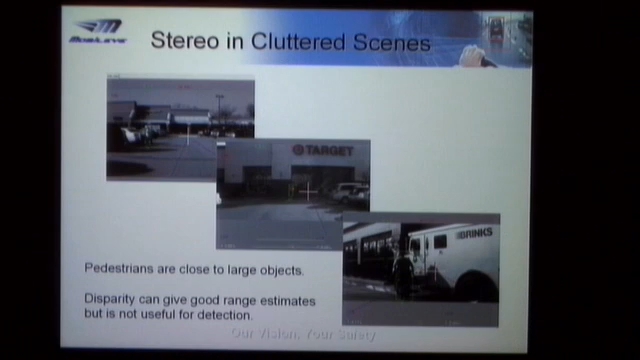 MobilEye
Stereo in Cluttered Scenes
TARGET
BRINKS
Pedestrians are close to large objects.
Disparity can give good range estimates
but is not useful for detection.
Our Vision, Your Safety